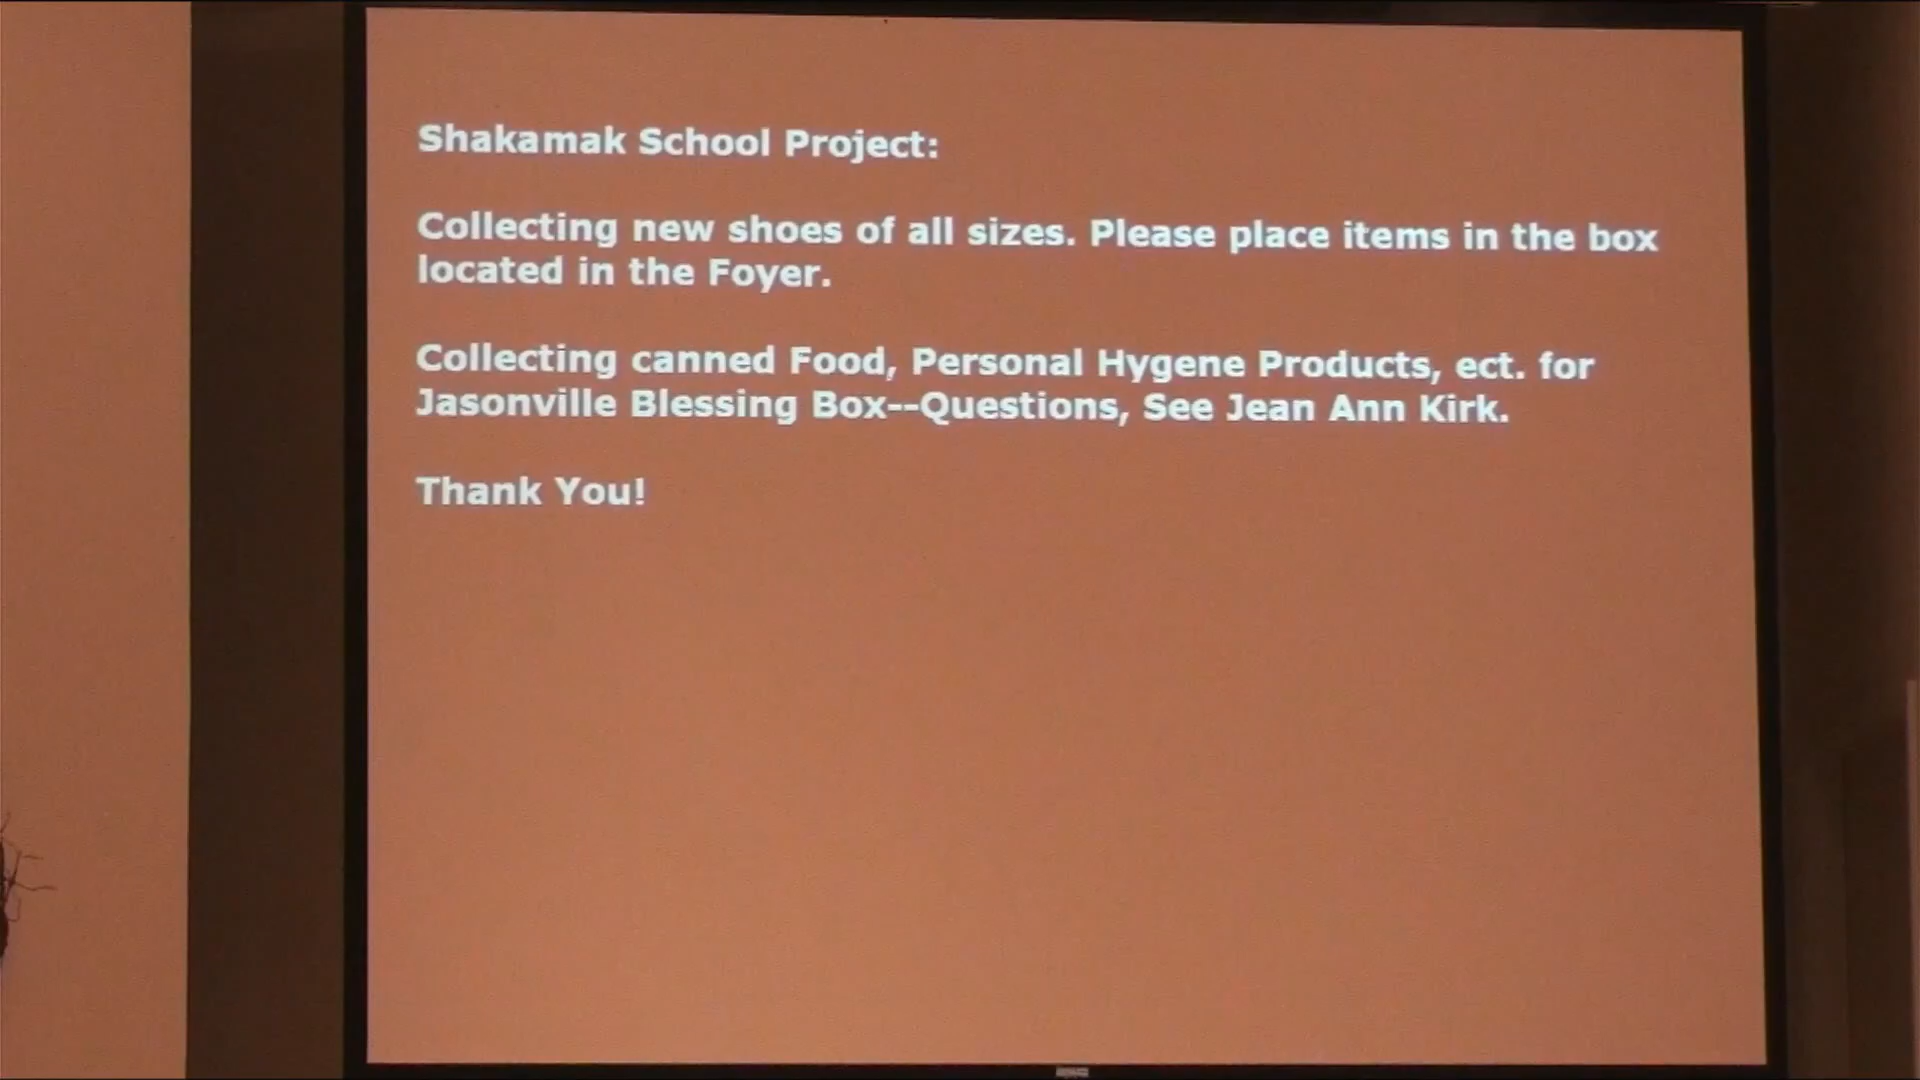 Shakamak School Project:
Collecting new shoes of all sizes. Please place items in the box
located in the Foyer.
Collecting canned Food, Personal Hygene Products, ect. for
Jasonville Blessing Box--Questions, See Jean Ann Kirk.
Thank You!